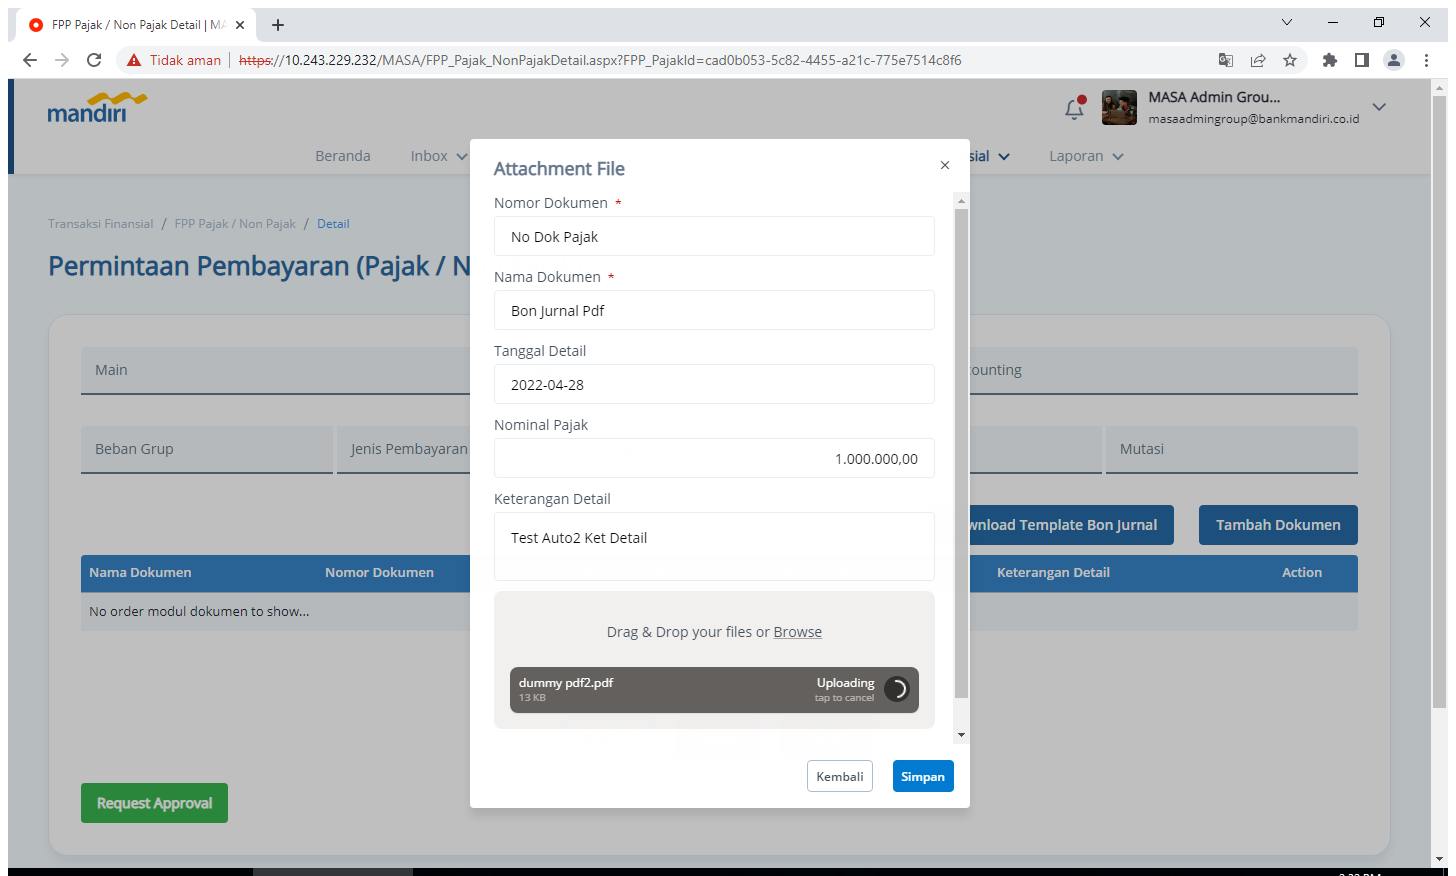 FPP Pajak / Non Pajak Detail | MA
Tidak aman
https://10.243.229.232/MASA/FPP_Pajak_NonPajakDetail.aspx?FPP_PajakId=cad0b053-5c82-4455-a21c-775e7514c8f6
mandiri
MASA Admin Grou...
masaadmingroup@bankmandiri.co.id
Beranda
Inbox
sial
Laporan
Transaksi Finansial / FPP Pajak / Non Pajak / Detail
Permintaan Pembayaran (Pajak / N
Main
ounting
Beban Grup
Jenis Pembayaran
Mutasi
wnload Template Bon Jurnal
Tambah Dokumen
Nama Dokumen
Nomor Dokumen
Keterangan Detail
Action
No order modul dokumen to show...
Request Approval
Attachment File
Nomor Dokumen *
No Dok Pajak
Nama Dokumen *
Bon Jurnal Pdf
Tanggal Detail
2022-04-28
Nominal Pajak
1.000.000,00
Keterangan Detail
Test Auto2 Ket Detail
Drag & Drop your files or Browse
dummy pdf2.pdf
13 KB
Uploading
tap to cancel
Kembali
Simpan